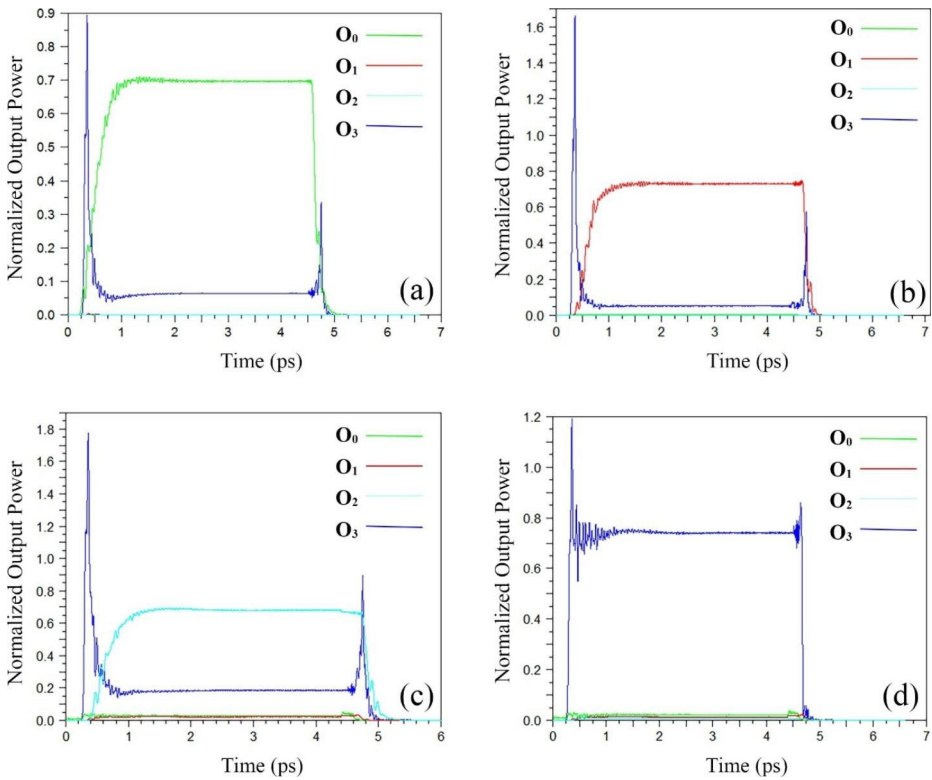 0.9
0.8
0.7
0.6
0.5
0.4
0.3
0.2
0.1
0.0
0 1 2 3 4 5 6 7
Normalized Output Power
Time (ps)
O₀
O₁
O₂
O₃
(a)
1.6
1.4
1.2
1.0
0.8
0.6
0.4
0.2
0.0
0 1 2 3 4 5 6 7
Normalized Output Power
Time (ps)
O₀
O₁
O₂
O₃
(b)
1.8
1.6
1.4
1.2
1.0
0.8
0.6
0.4
0.2
0.0
0 1 2 3 4 5 6
Normalized Output Power
Time (ps)
O₀
O₁
O₂
O₃
(c)
1.2
1.0
0.8
0.6
0.4
0.2
0.0
0 1 2 3 4 5 6 7
Normalized Output Power
Time (ps)
O₀
O₁
O₂
O₃
(d)